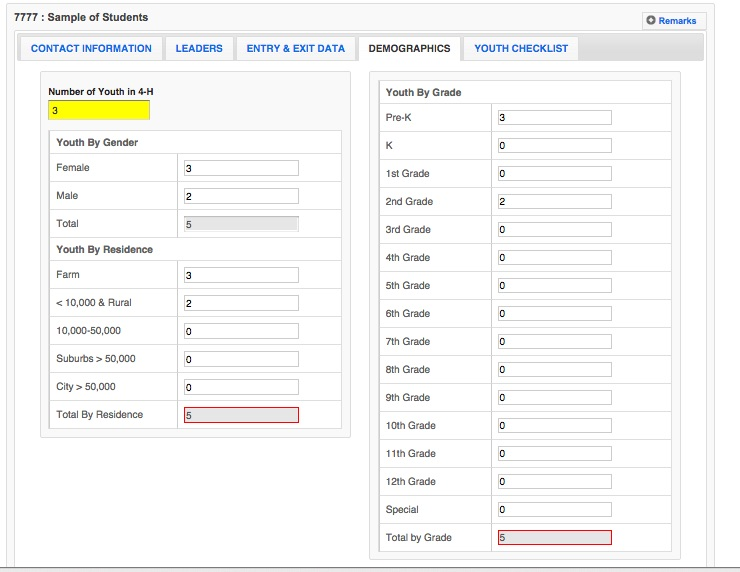 7777 : Sample of Students
Remarks
CONTACT INFORMATION LEADERS ENTRY & EXIT DATA DEMOGRAPHICS YOUTH CHECKLIST
Number of Youth in 4-H
3
Youth By Gender
Female 3
Male 2
Total 5
Youth By Residence
Farm 3
< 10,000 & Rural 2
10,000-50,000 0
Suburbs > 50,000 0
City > 50,000 0
Total By Residence 5
Youth By Grade
Pre-K 3
K 0
1st Grade 0
2nd Grade 2
3rd Grade 0
4th Grade 0
5th Grade 0
6th Grade 0
7th Grade 0
8th Grade 0
9th Grade 0
10th Grade 0
11th Grade 0
12th Grade 0
Special 0
Total by Grade 5